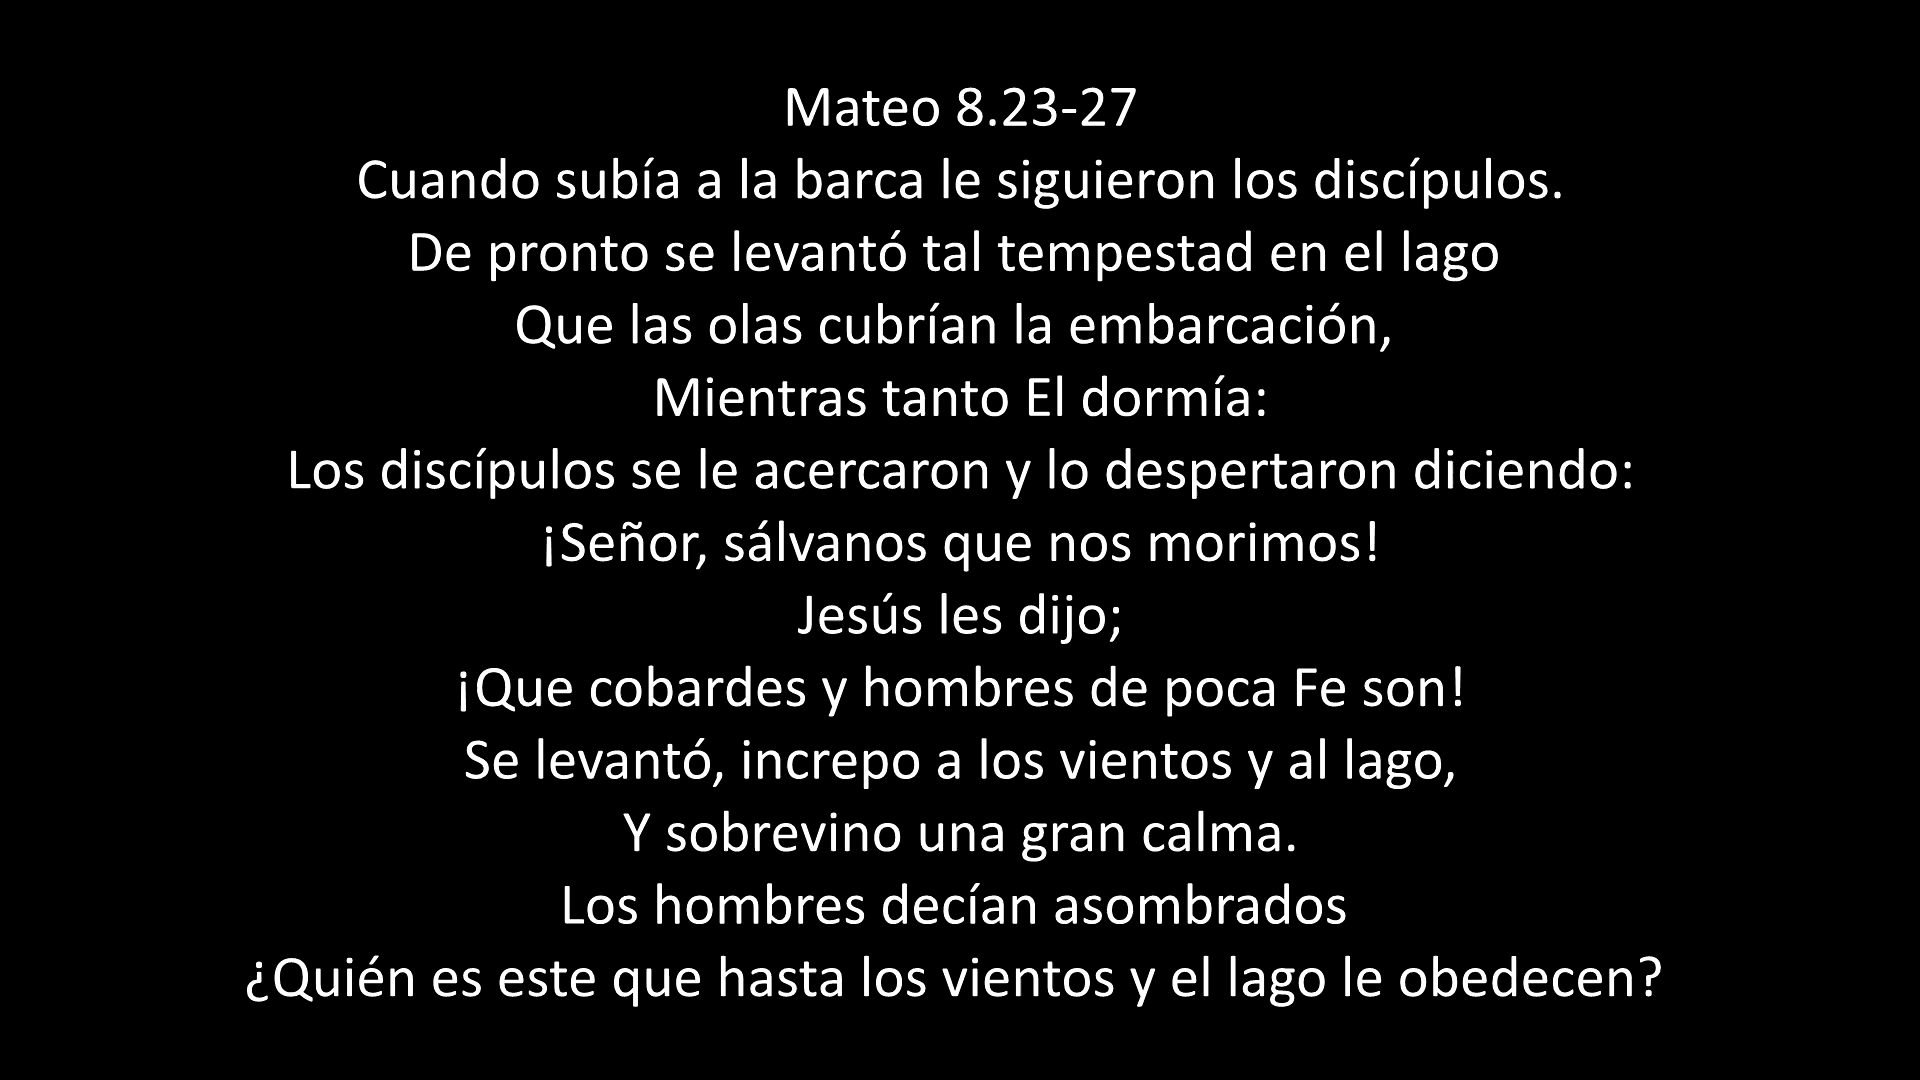 Mateo 8.23-27
Cuando subía a la barca le siguieron los discípulos.
De pronto se levantó tal tempestad en el lago
Que las olas cubrían la embarcación,
Mientras tanto El dormía:
Los discípulos se le acercaron y lo despertaron diciendo:
¡Señor, sálvanos que nos morimos!
Jesús les dijo;
¡Que cobardes y hombres de poca Fe son!
Se levantó, increpo a los vientos y al lago,
Y sobrevino una gran calma.
Los hombres decían asombrados
¿Quién es este que hasta los vientos y el lago le obedecen?